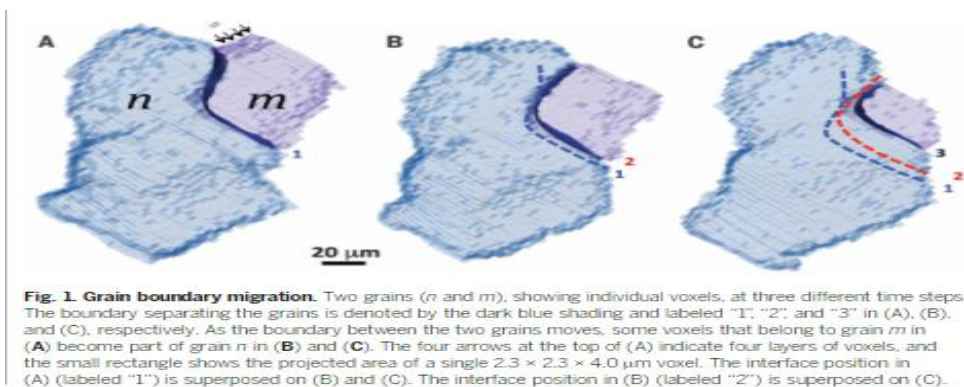 A
B
C
n
m
1
2
1
3
2
1
20 μm
Fig. 1. Grain boundary migration. Two grains (n and m), showing individual voxels, at three different time steps
The boundary separating the grains is denoted by the dark blue shading and labeled “1”, “2”, and “3” in (A), (B),
and (C), respectively. As the boundary between the two grains moves, some voxels that belong to grain m in
(A) become part of grain n in (B) and (C). The four arrows at the top of (A) indicate four layers of voxels, and
the small rectangle shows the projected area of a single 2.3 × 2.3 × 4.0 μm voxel. The interface position in
(A) (labeled “1”) is superposed on (B) and (C). The interface position in (B) (labeled “2”) is superposed in (C).